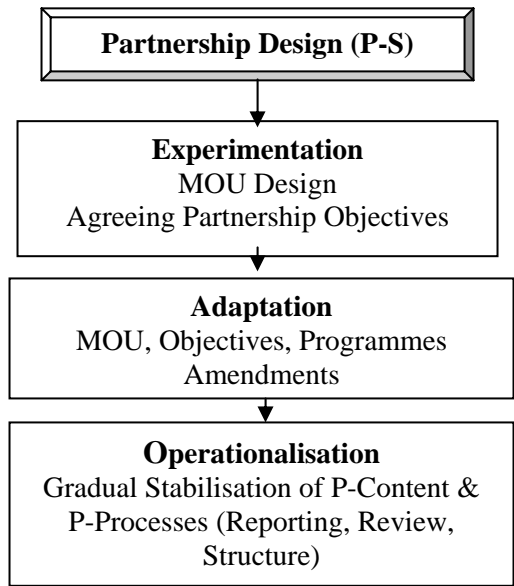 Partnership Design (P-S)
Experimentation
MOU Design
Agreeing Partnership Objectives
Adaptation
MOU, Objectives, Programmes
Amendments
Operationalisation
Gradual Stabilisation of P-Content &
P-Processes (Reporting, Review,
Structure)